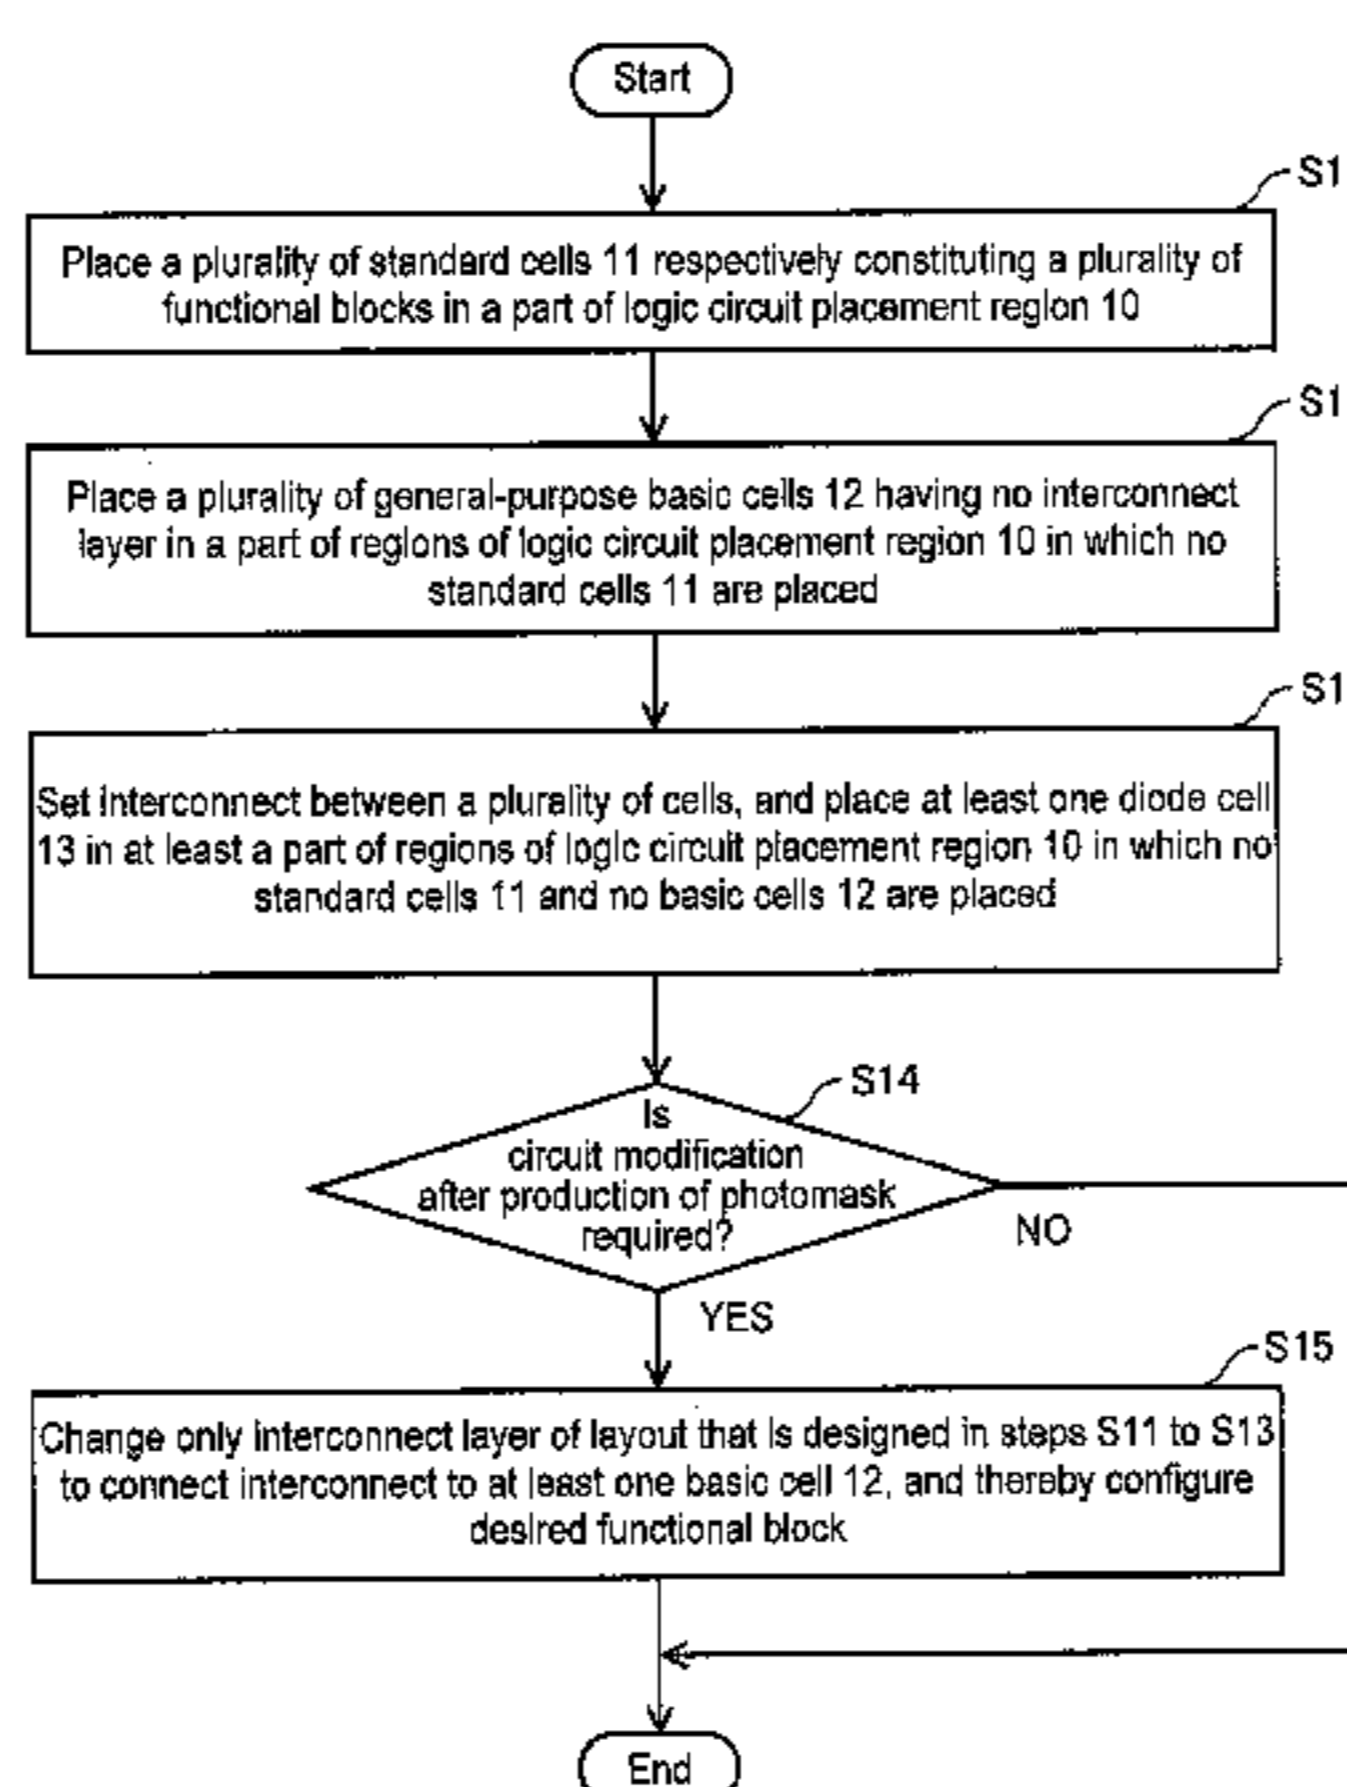 Start
S1
Place a plurality of standard cells 11 respectively constituting a plurality of
functional blocks in a part of logic circuit placement region 10
S1
Place a plurality of general-purpose basic cells 12 having no interconnect
layer in a part of regions of logic circuit placement region 10 in which no
standard cells 11 are placed
S1
Set interconnect between a plurality of cells, and place at least one diode cell
13 in at least a part of regions of logic circuit placement region 10 in which no
standard cells 11 and no basic cells 12 are placed
S14
Is
circuit modification
after production of photomask
required?
NO
YES
S15
Change only interconnect layer of layout that is designed in steps S11 to S13
to connect interconnect to at least one basic cell 12, and thereby configure
desired functional block
End